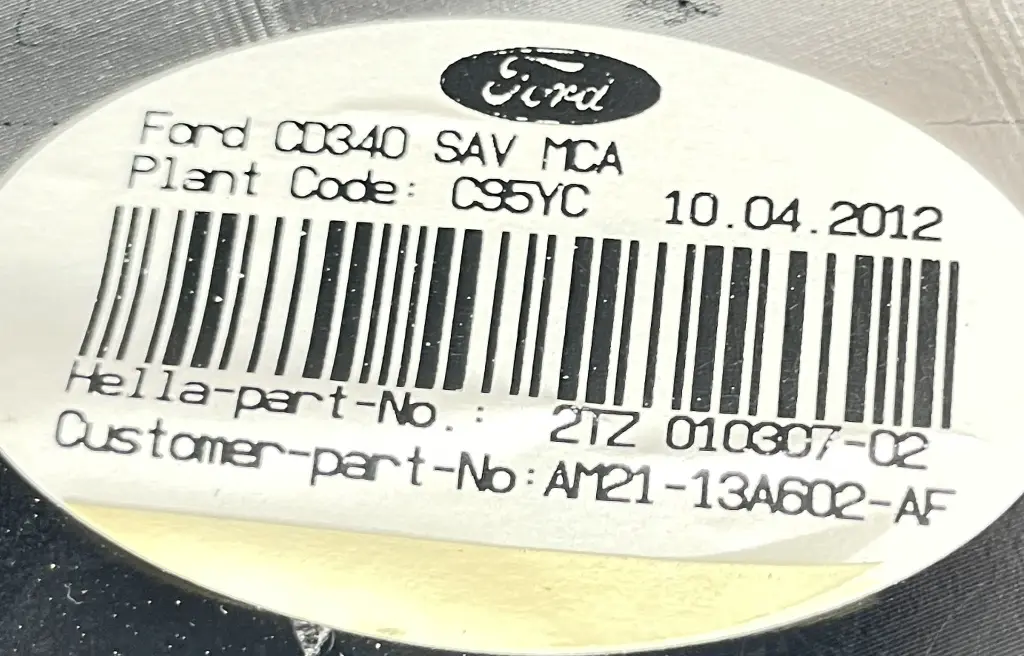 Ford
Ford CD340 SAV MCA
Plant Code: C95YC 10.04.2012
Hella-part-No.: 2TZ 010307-02
Customer-part-No:AM21-13A602-AF